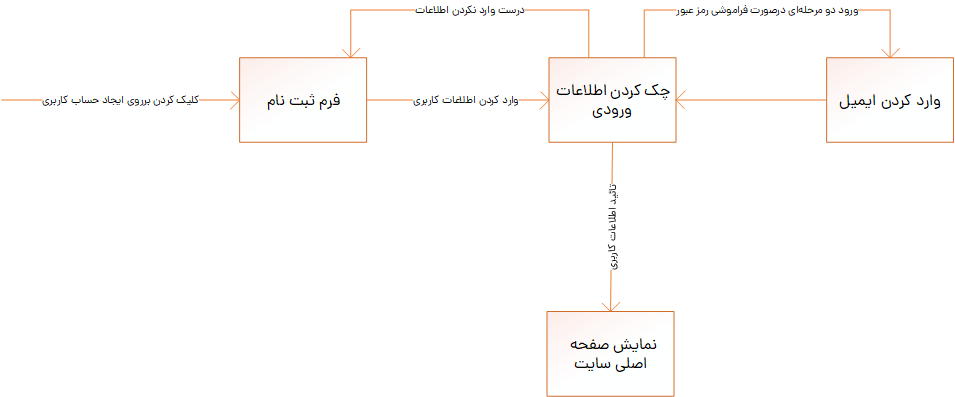 درست وارد نکردن اطلاعات
ورود دو مرحله‌ای درصورت فراموشی رمز عبور
کلیک کردن برروی ایجاد حساب کاربری
فرم ثبت نام
وارد کردن اطلاعات کاربری
چک کردن اطلاعات
ورودی
وارد کردن ایمیل
تائید اطلاعات کاربری
نمایش صفحه
اصلی سایت